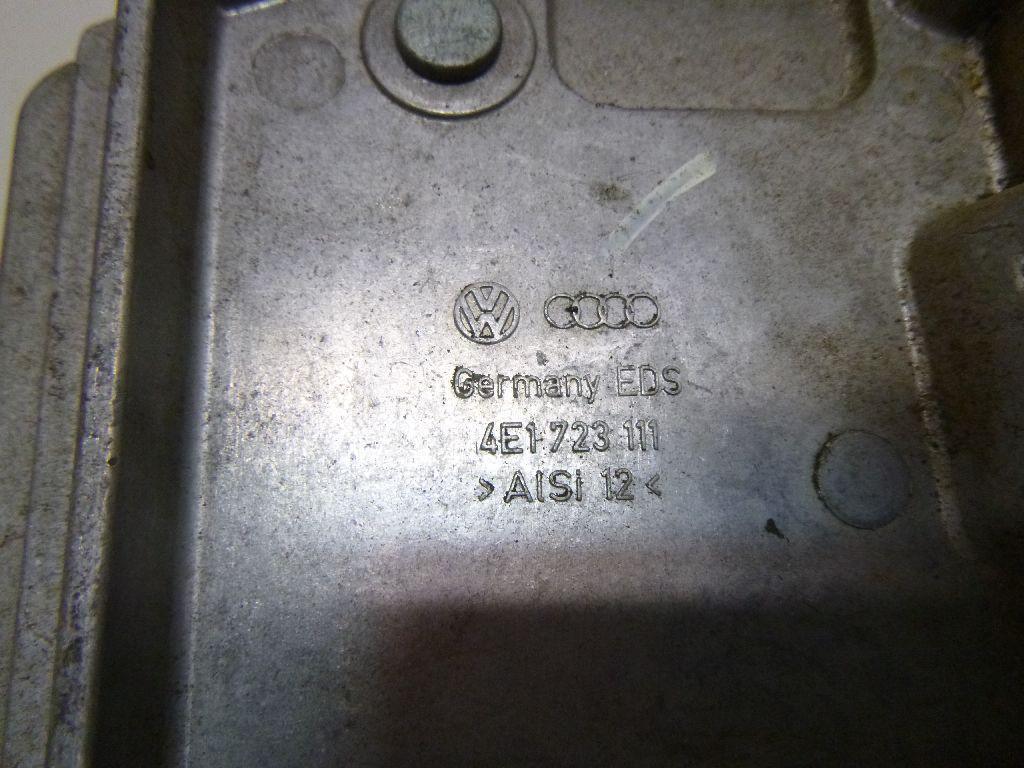 Germany EDS
4E1 723 111
>AlSi 12<